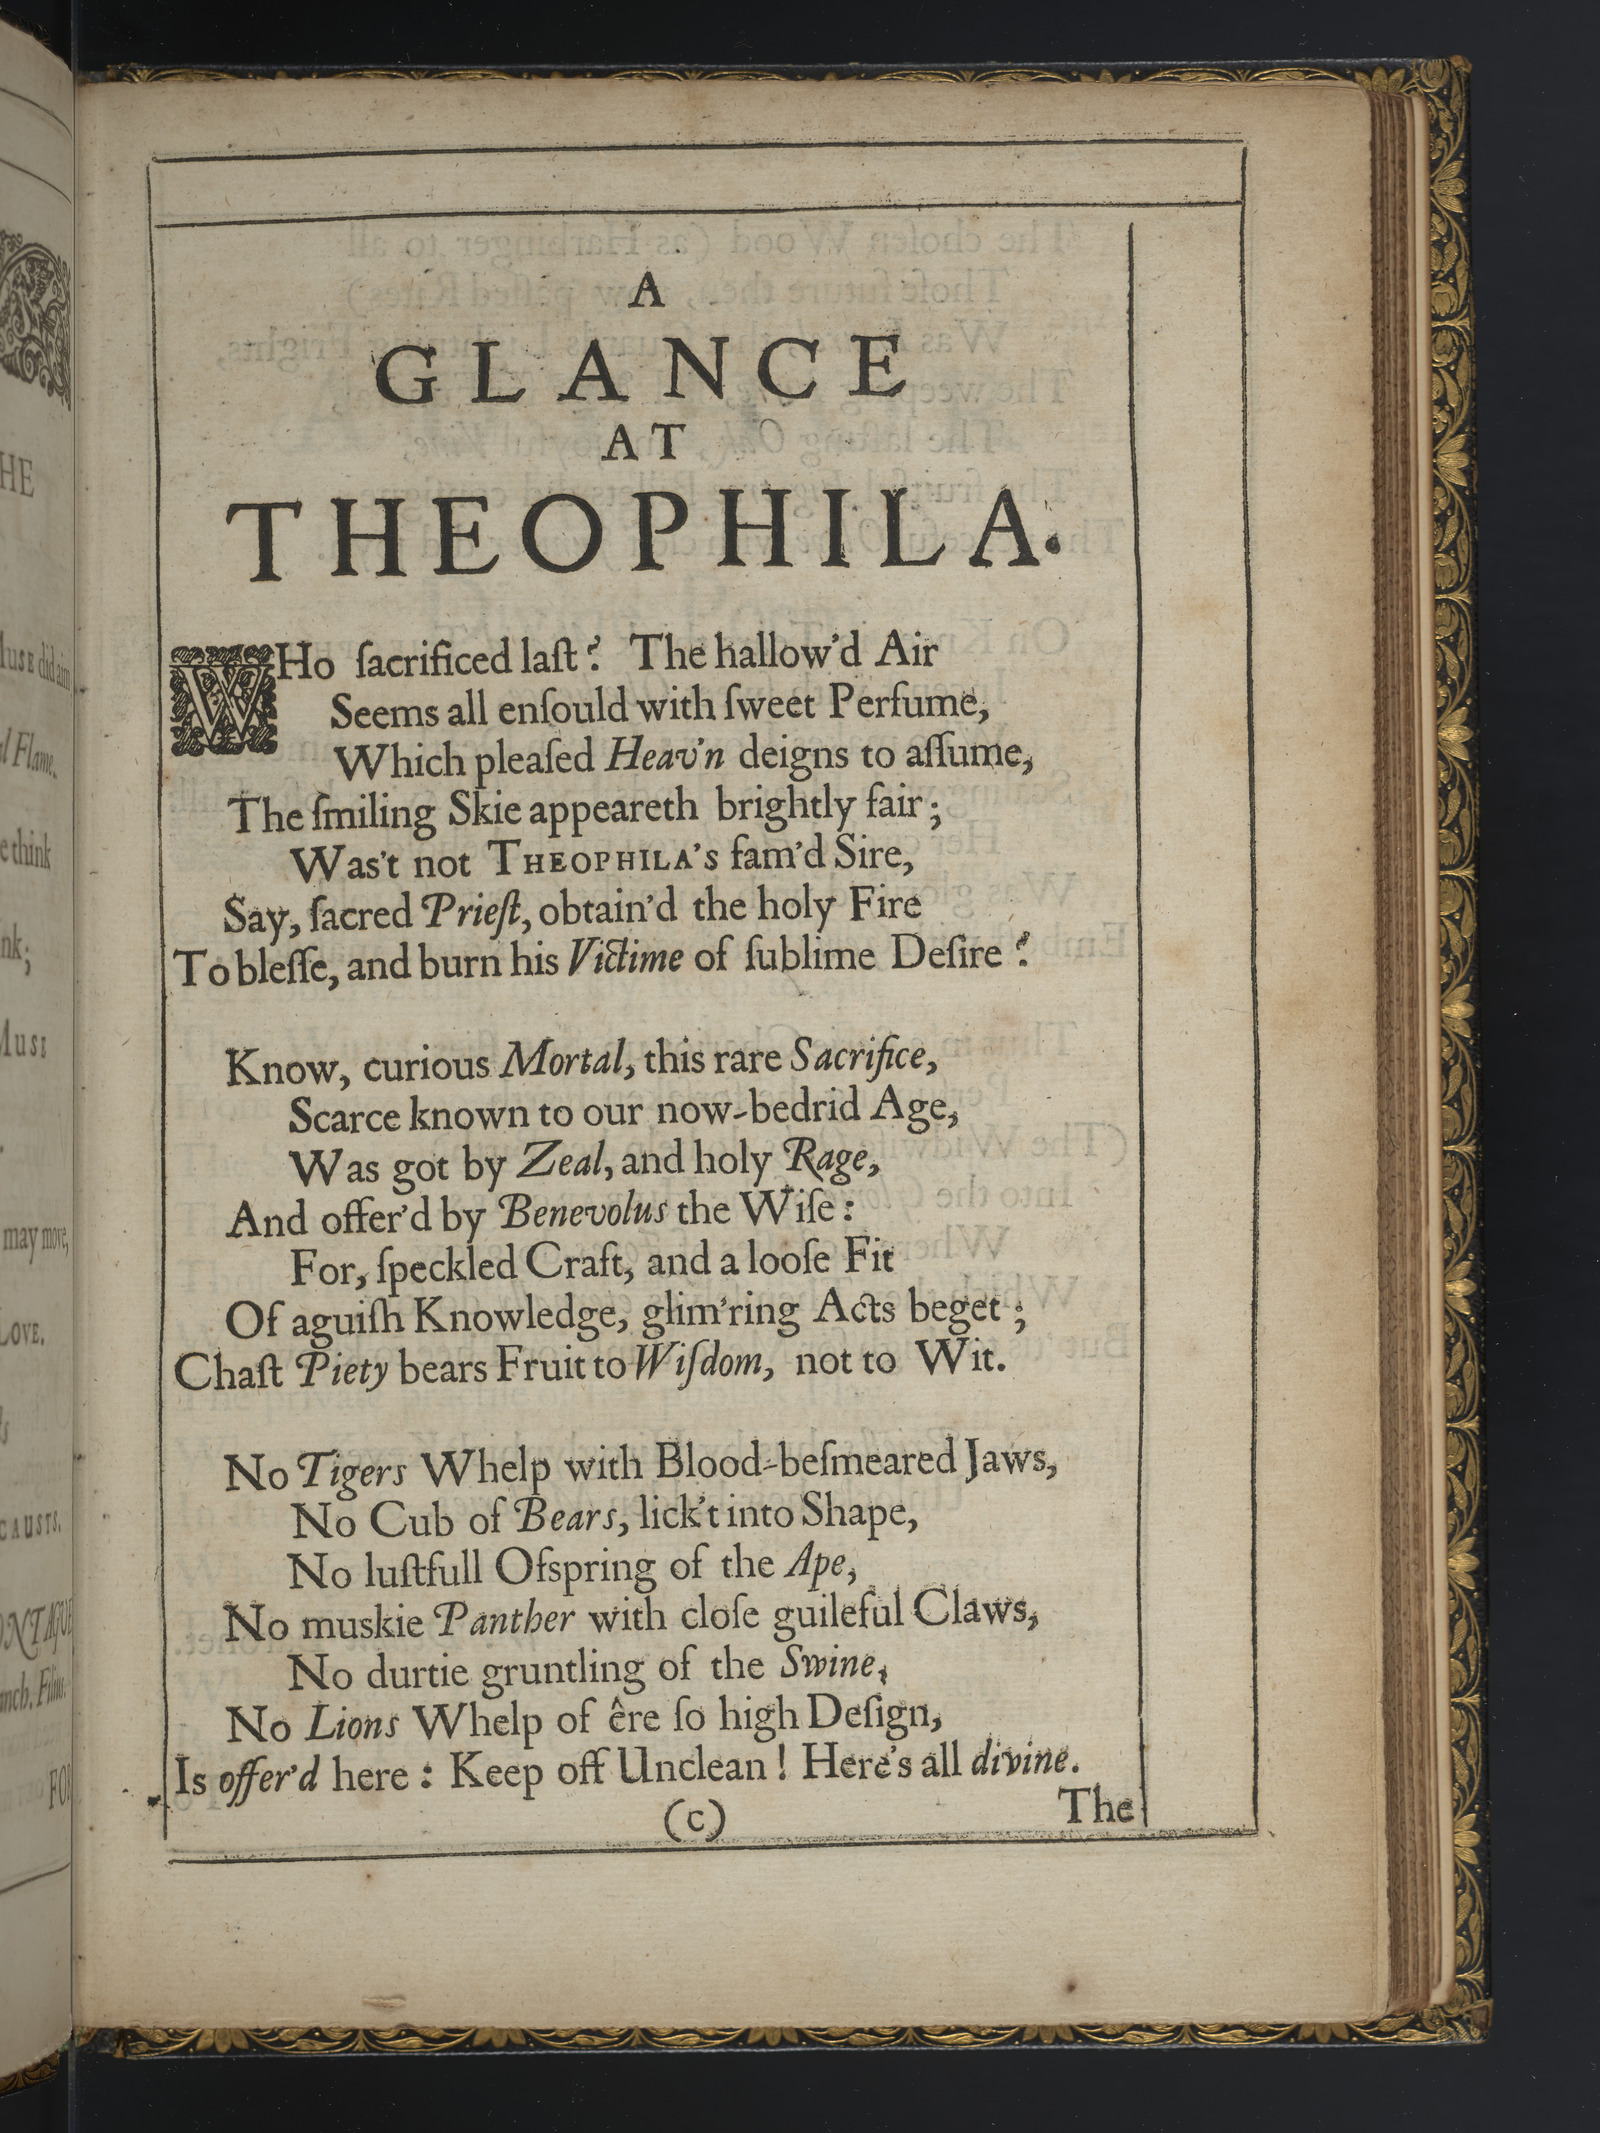 A
GLANCE
AT
THEOPHILA.
WHo ſacrificed laſt? The hallow'd Air
Seems all enſould with ſweet Perfume,
Which pleaſed Heav'n deigns to aſſume,
The ſmiling Skie appeareth brightly fair;
Was't not THEOPHILA's fam'd Sire,
Say, ſacred Prieſt, obtain'd the holy Fire
To bleſſe, and burn his Victime of ſublime Deſire?
Know, curious Mortal, this rare Sacrifice,
Scarce known to our now-bedrid Age,
Was got by Zeal, and holy Rage,
And offer'd by Benevolus the Wiſe:
For, ſpeckled Craft, and a looſe Fit
Of aguiſh Knowledge, glim'ring Acts beget;
Chaſt Piety bears Fruit to Wiſdom, not to Wit.
No Tigers Whelp with Blood-beſmeared Jaws,
No Cub of Bears, lick't into Shape,
No luſtfull Ofspring of the Ape,
No muskie Panther with cloſe guileful Claws,
No durtie gruntling of the Swine,
No Lions Whelp of êre ſo high Deſign,
Is offer'd here: Keep off Unclean! Here's all divine.
(c)
The